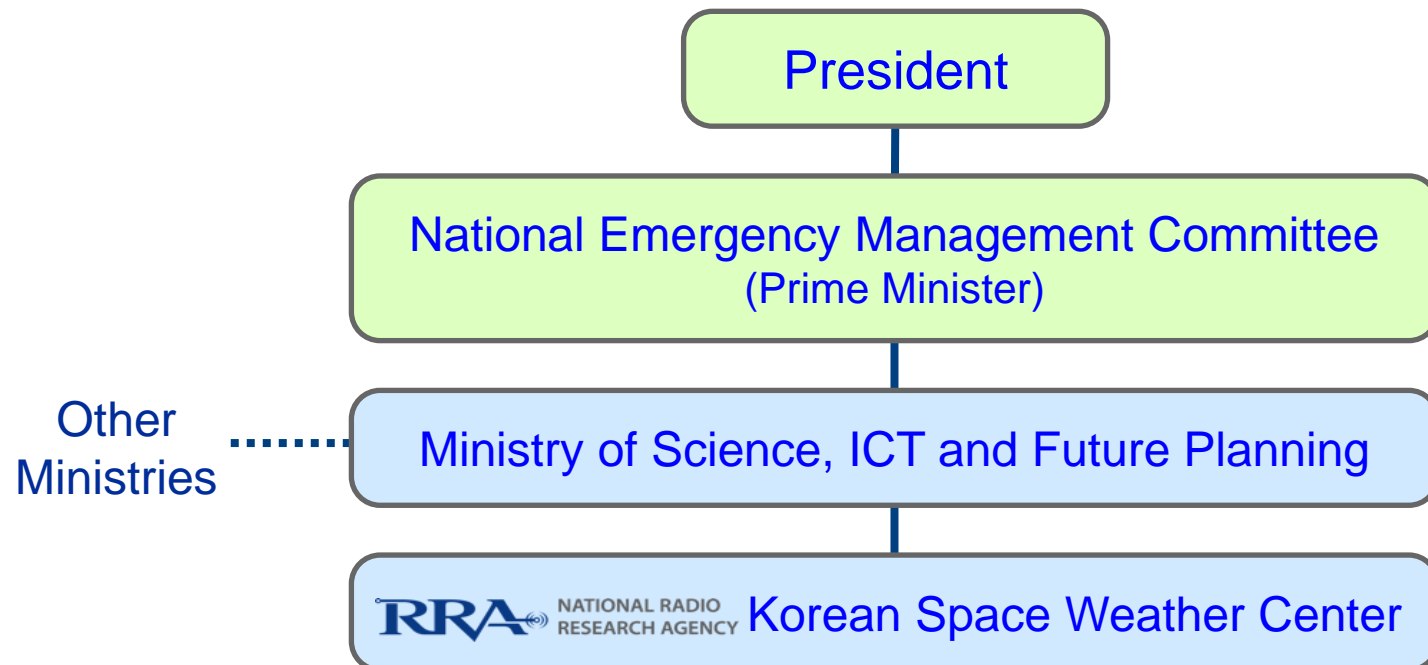 President
National Emergency Management Committee
(Prime Minister)
Other
Ministries
Ministry of Science, ICT and Future Planning
RRA NATIONAL RADIO
RESEARCH AGENCY
Korean Space Weather Center